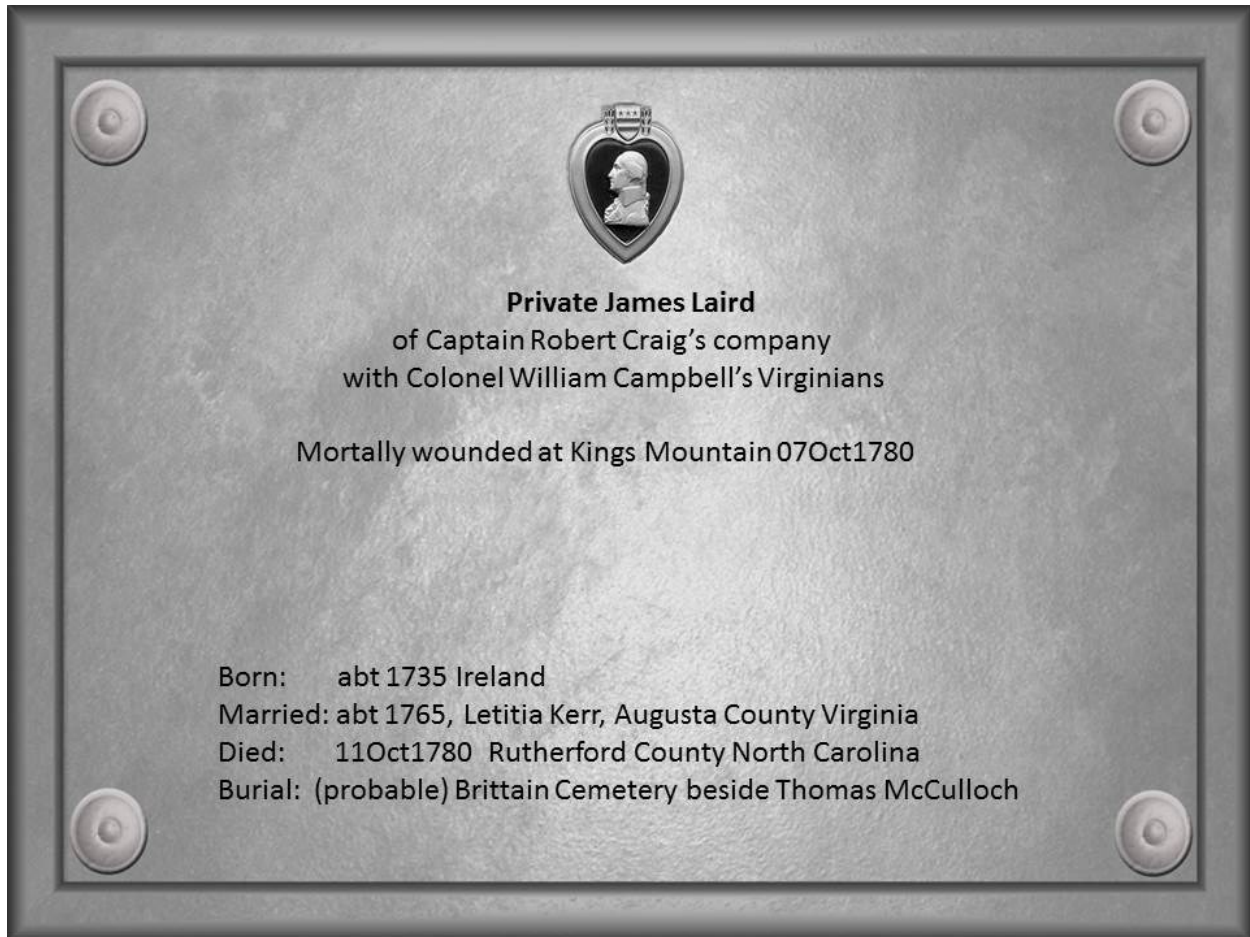 Private James Laird
of Captain Robert Craig’s company
with Colonel William Campbell’s Virginians
Mortally wounded at Kings Mountain 07Oct1780
Born: abt 1735 Ireland
Married: abt 1765, Letitia Kerr, Augusta County Virginia
Died: 11Oct1780 Rutherford County North Carolina
Burial: (probable) Brittain Cemetery beside Thomas McCulloch